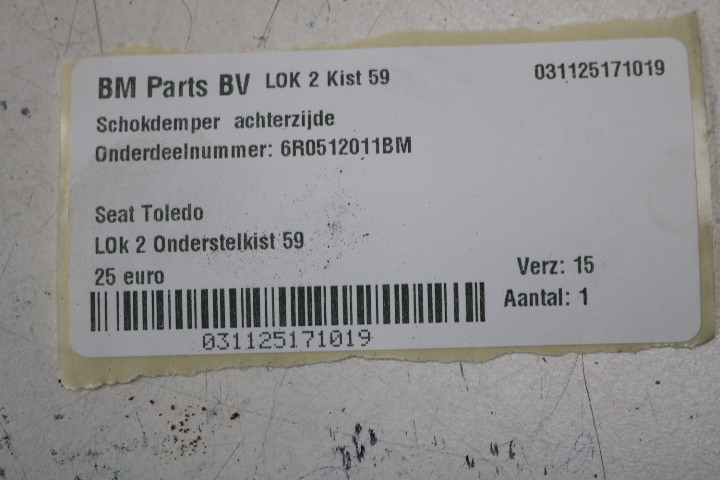 BM Parts BV LOK 2 Kist 59 031125171019
Schokdemper achterzijde
Onderdeelnummer: 6R0512011BM
Seat Toledo
LOk 2 Onderstelkist 59
25 euro Verz: 15
Aantal: 1
031125171019